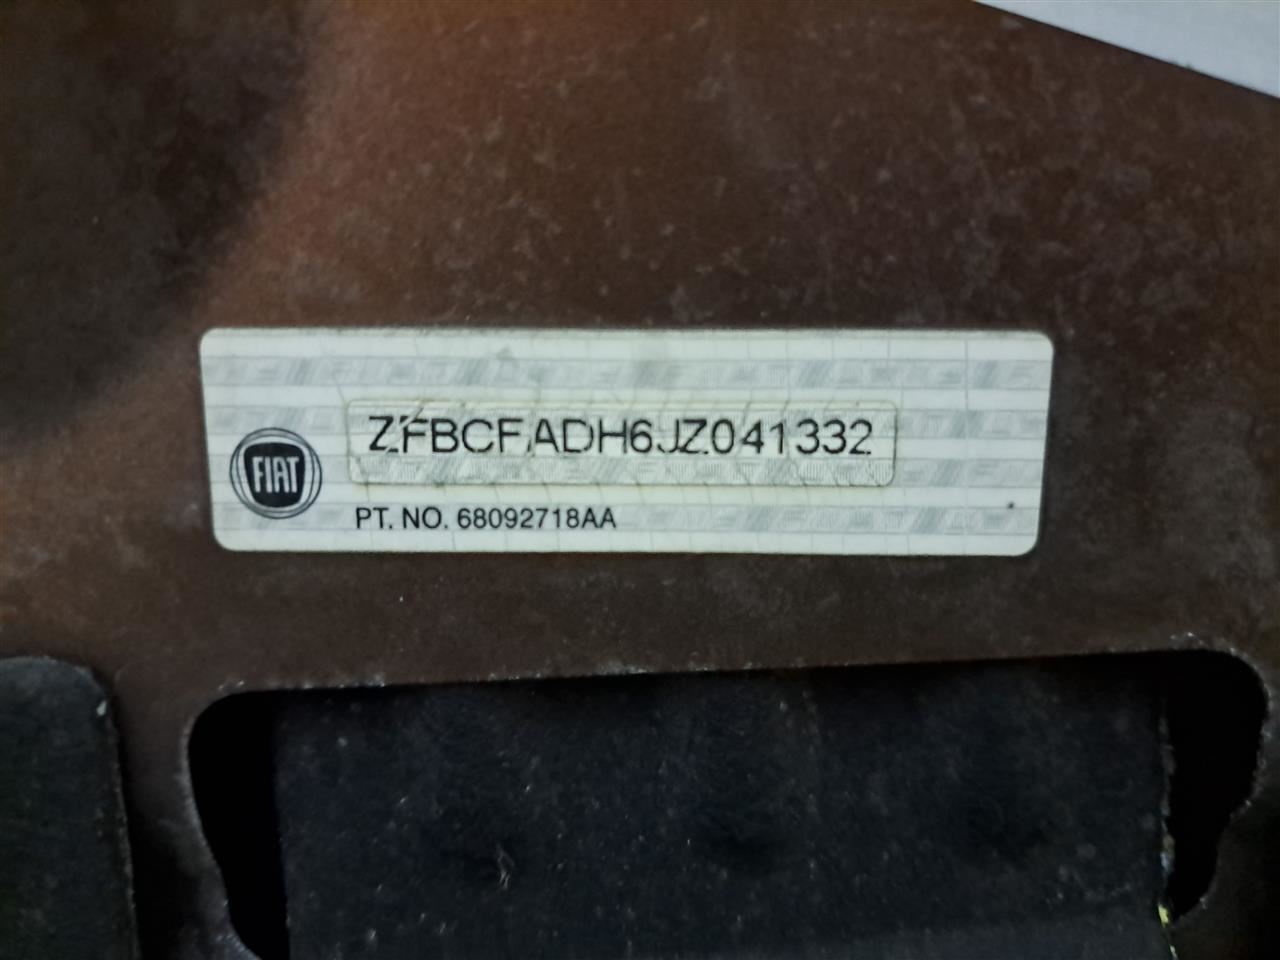 ZFBCFADH6JZ041332
FIAT
PT. NO. 68092718AA